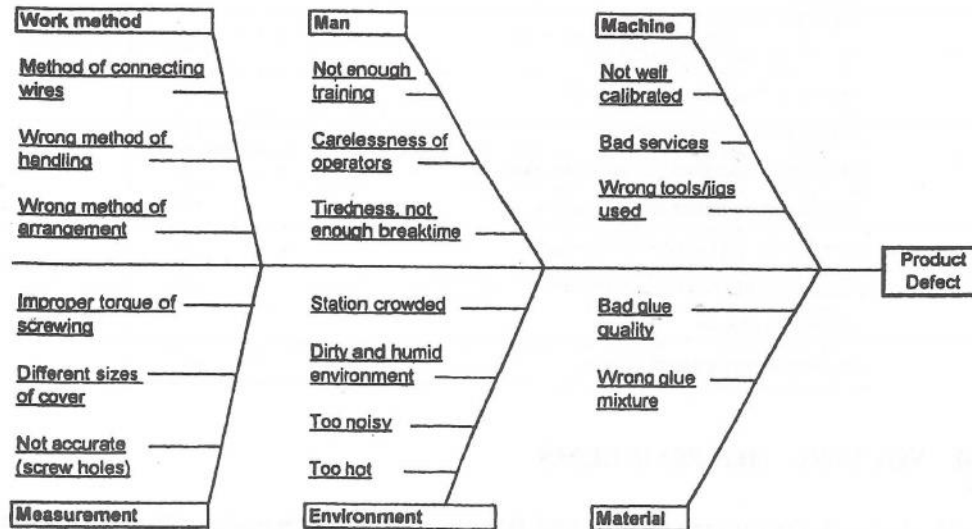 Work method
Method of connecting
wires
Wrong method of
handling
Wrong method of
arrangement
Man
Not enough
training
Carelessness of
operators
Tiredness, not
enough breaktime
Machine
Not well
calibrated
Bad services
Wrong tools/jigs
used
Product
Defect
Improper torque of
screwing
Different sizes
of cover
Not accurate
(screw holes)
Measurement
Station crowded
Dirty and humid
environment
Too noisy
Too hot
Environment
Bad glue
quality
Wrong glue
mixture
Material